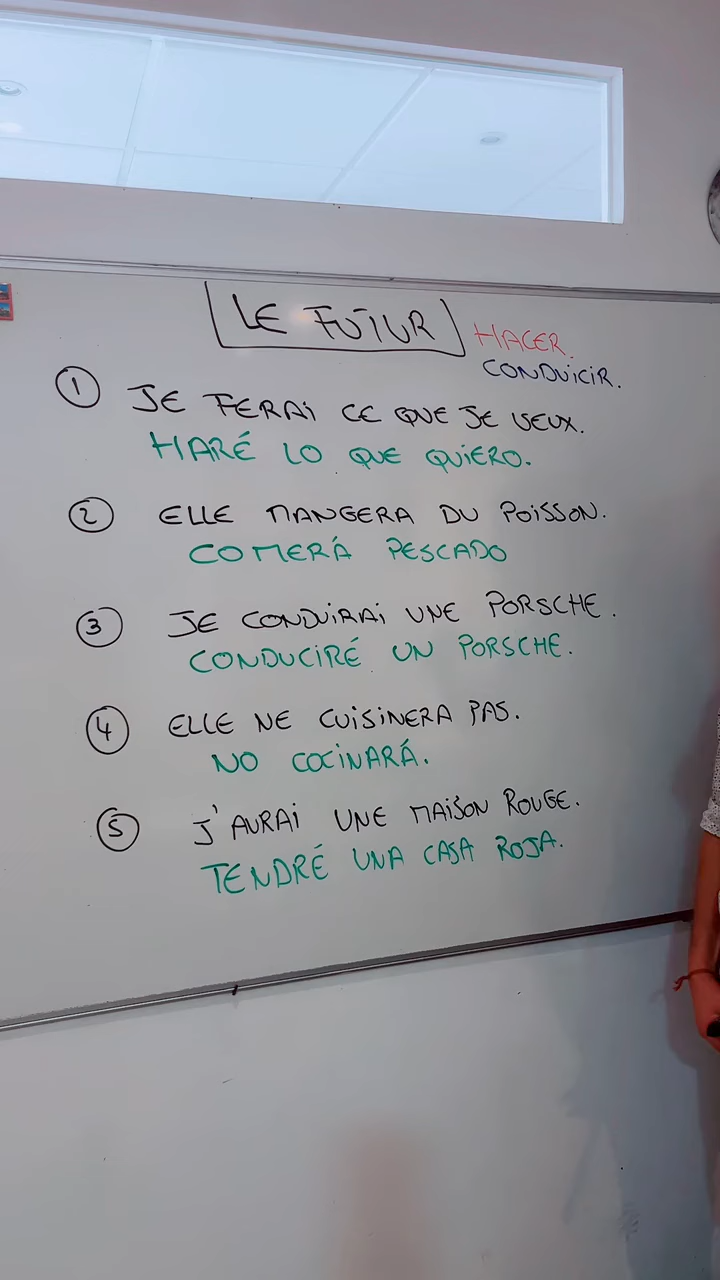 LE FUTUR
HACER.
CONDUICIR.
1 JE FERAI CE QUE JE VEUX.
HARÉ LO QUE QUIERO.
2 ELLE MANGERA DU POISSON.
COMERÁ PESCADO
3 JE CONDUIRAI UNE PORSCHE.
CONDUCIRÉ UN PORSCHE.
4 ELLE NE CUISINERA PAS.
NO COCINARÁ.
5 J'AURAI UNE MAISON ROUGE.
TENDRÉ UNA CASA ROJA.